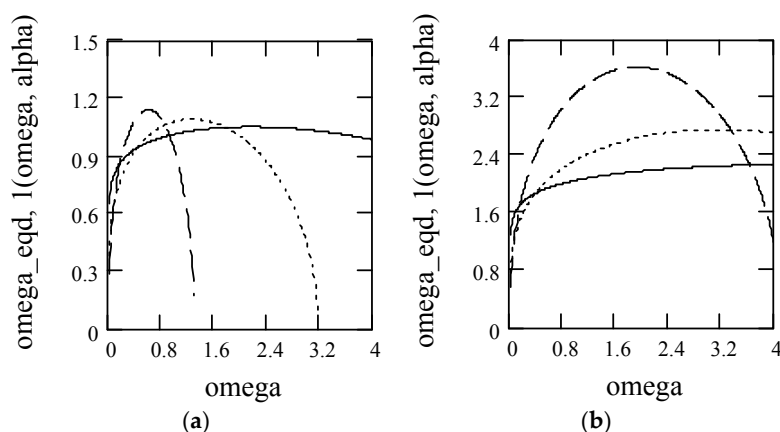 1.5
1.2
0.9
0.6
0.3
0
omega_eqd, 1(omega, alpha)
0 0.8 1.6 2.4 3.2 4
omega
(a)
4
3.2
2.4
1.6
0.8
0
omega_eqd, 1(omega, alpha)
0 0.8 1.6 2.4 3.2 4
omega
(b)